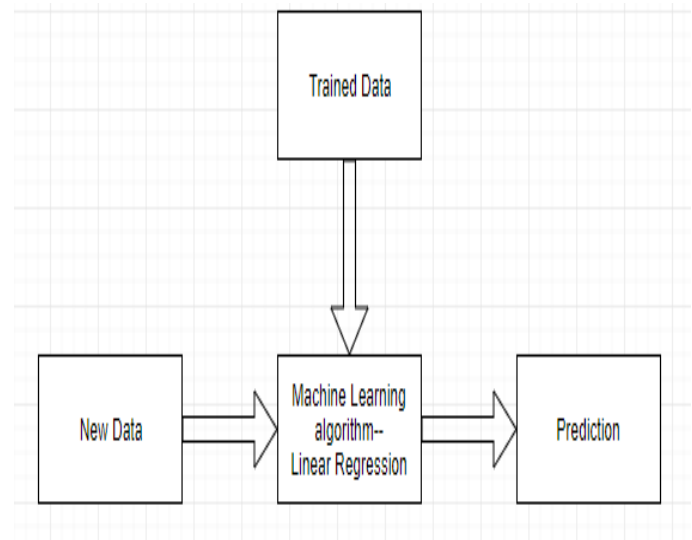 Trained Data
New Data
Machine Learning
algorithm--
Linear Regression
Prediction